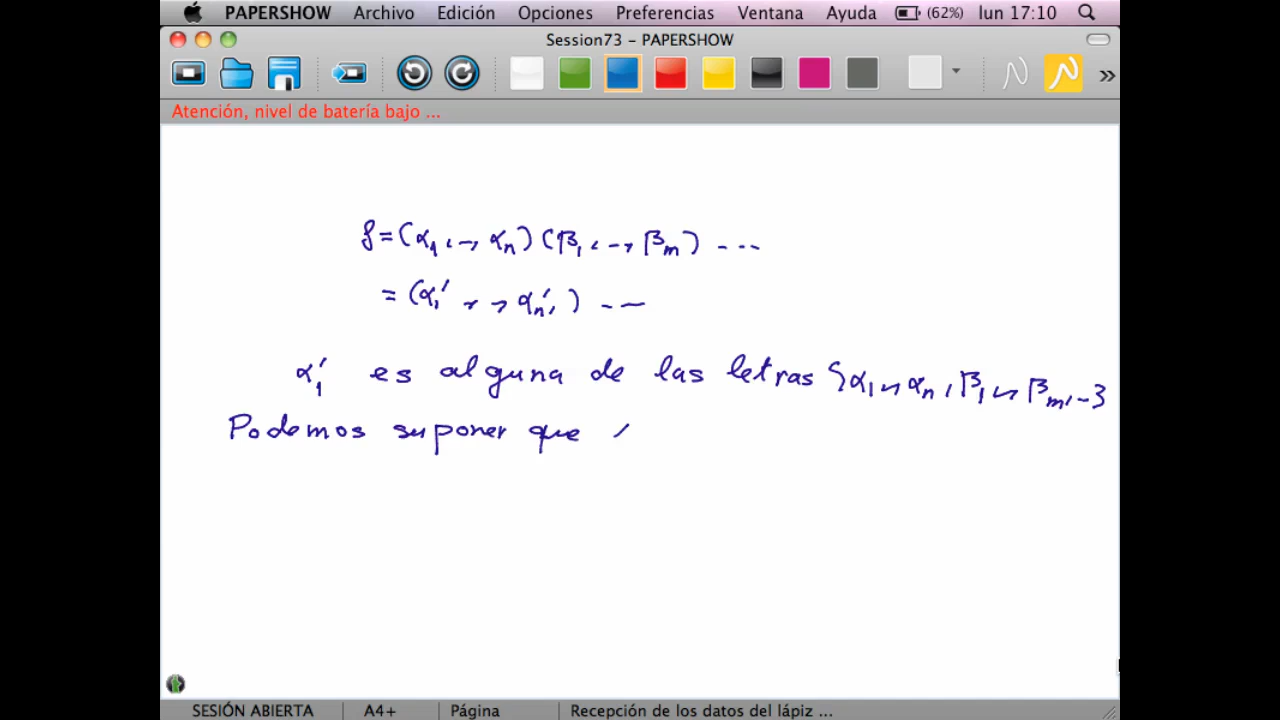 PAPERSHOW Archivo Edición Opciones Preferencias Ventana Ayuda (62%) lun 17:10
Session73 – PAPERSHOW
Atención, nivel de batería bajo ...
f=(α₁,..,αₙ)(β₁,..,βₘ)...
=(α₁′,..,αₙ′′)...
α₁′ es alguna de las letras {α₁,..,αₙ,β₁,..,βₘ,..}
Podemos suponer que
SESIÓN ABIERTA A4+ Página Recepción de los datos del lápiz ...